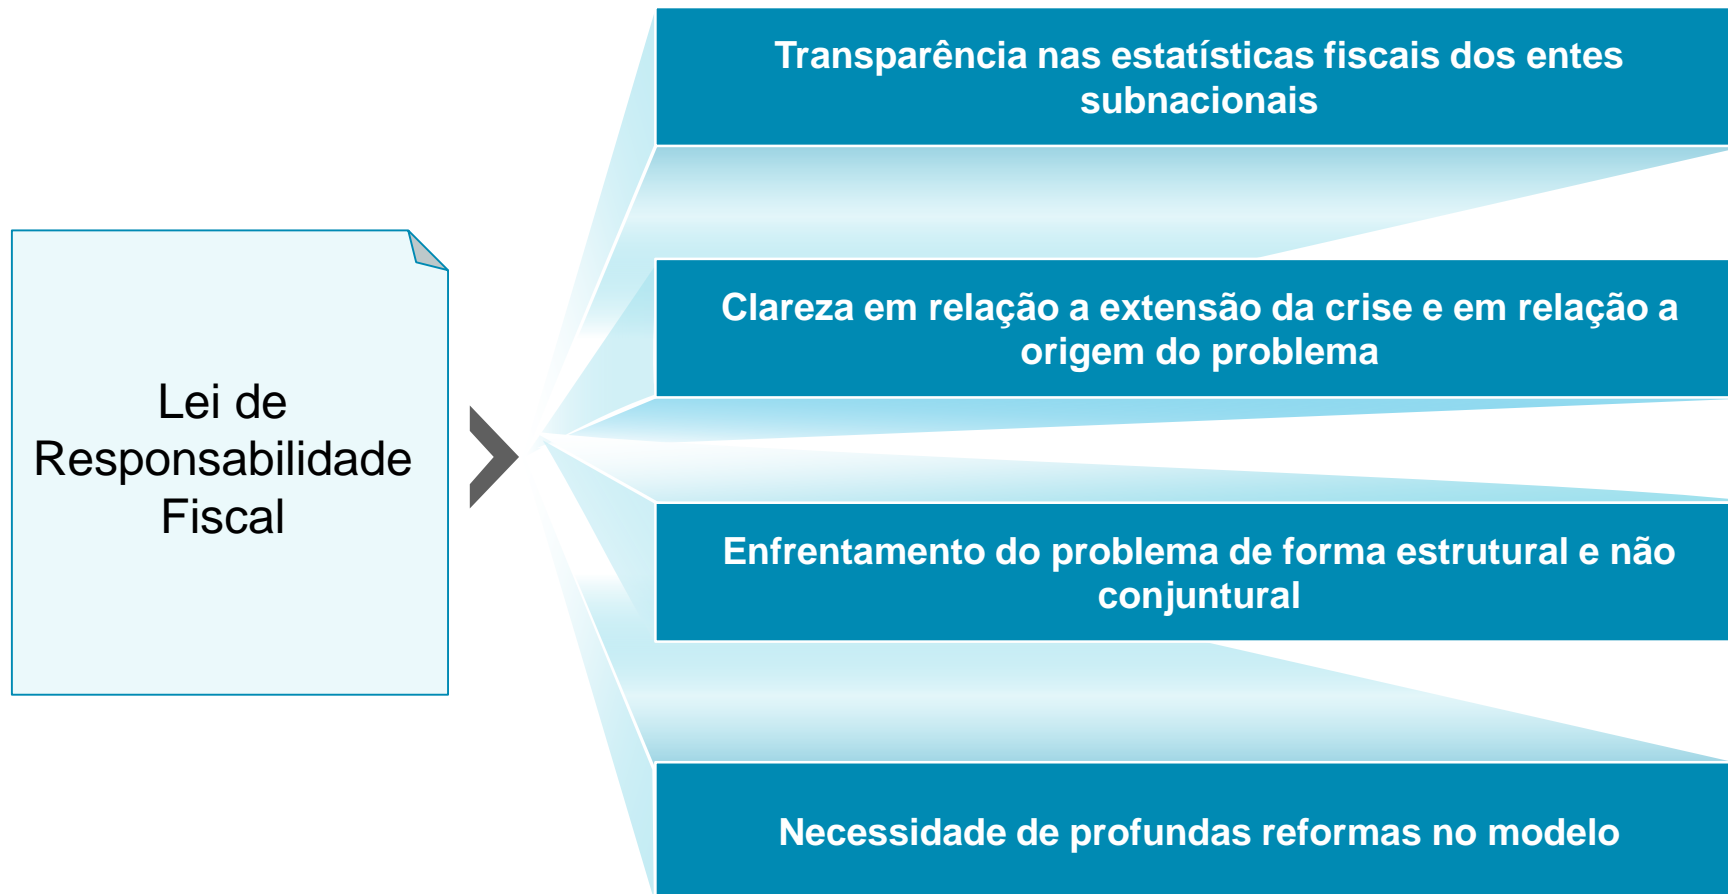 Lei de
Responsabilidade
Fiscal
Transparência nas estatísticas fiscais dos entes
subnacionais
Clareza em relação a extensão da crise e em relação a
origem do problema
Enfrentamento do problema de forma estrutural e não
conjuntural
Necessidade de profundas reformas no modelo